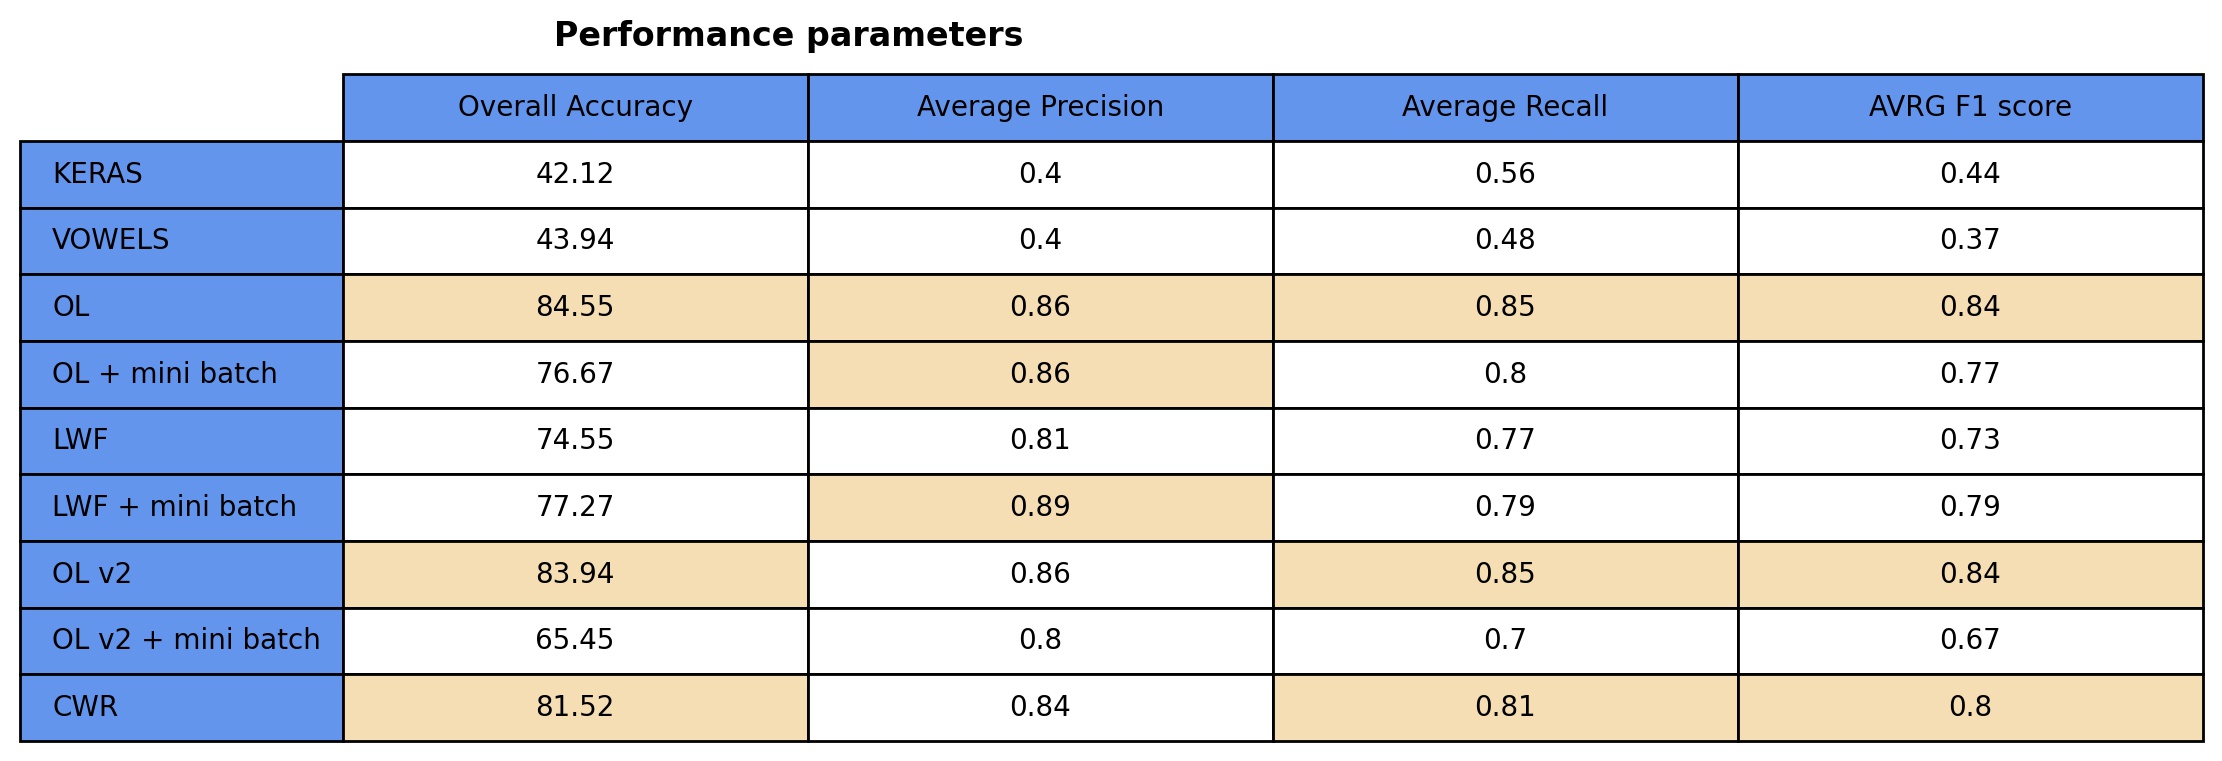 Performance parameters
Overall Accuracy Average Precision Average Recall AVRG F1 score
KERAS 42.12 0.4 0.56 0.44
VOWELS 43.94 0.4 0.48 0.37
OL 84.55 0.86 0.85 0.84
OL + mini batch 76.67 0.86 0.8 0.77
LWF 74.55 0.81 0.77 0.73
LWF + mini batch 77.27 0.89 0.79 0.79
OL v2 83.94 0.86 0.85 0.84
OL v2 + mini batch 65.45 0.8 0.7 0.67
CWR 81.52 0.84 0.81 0.8